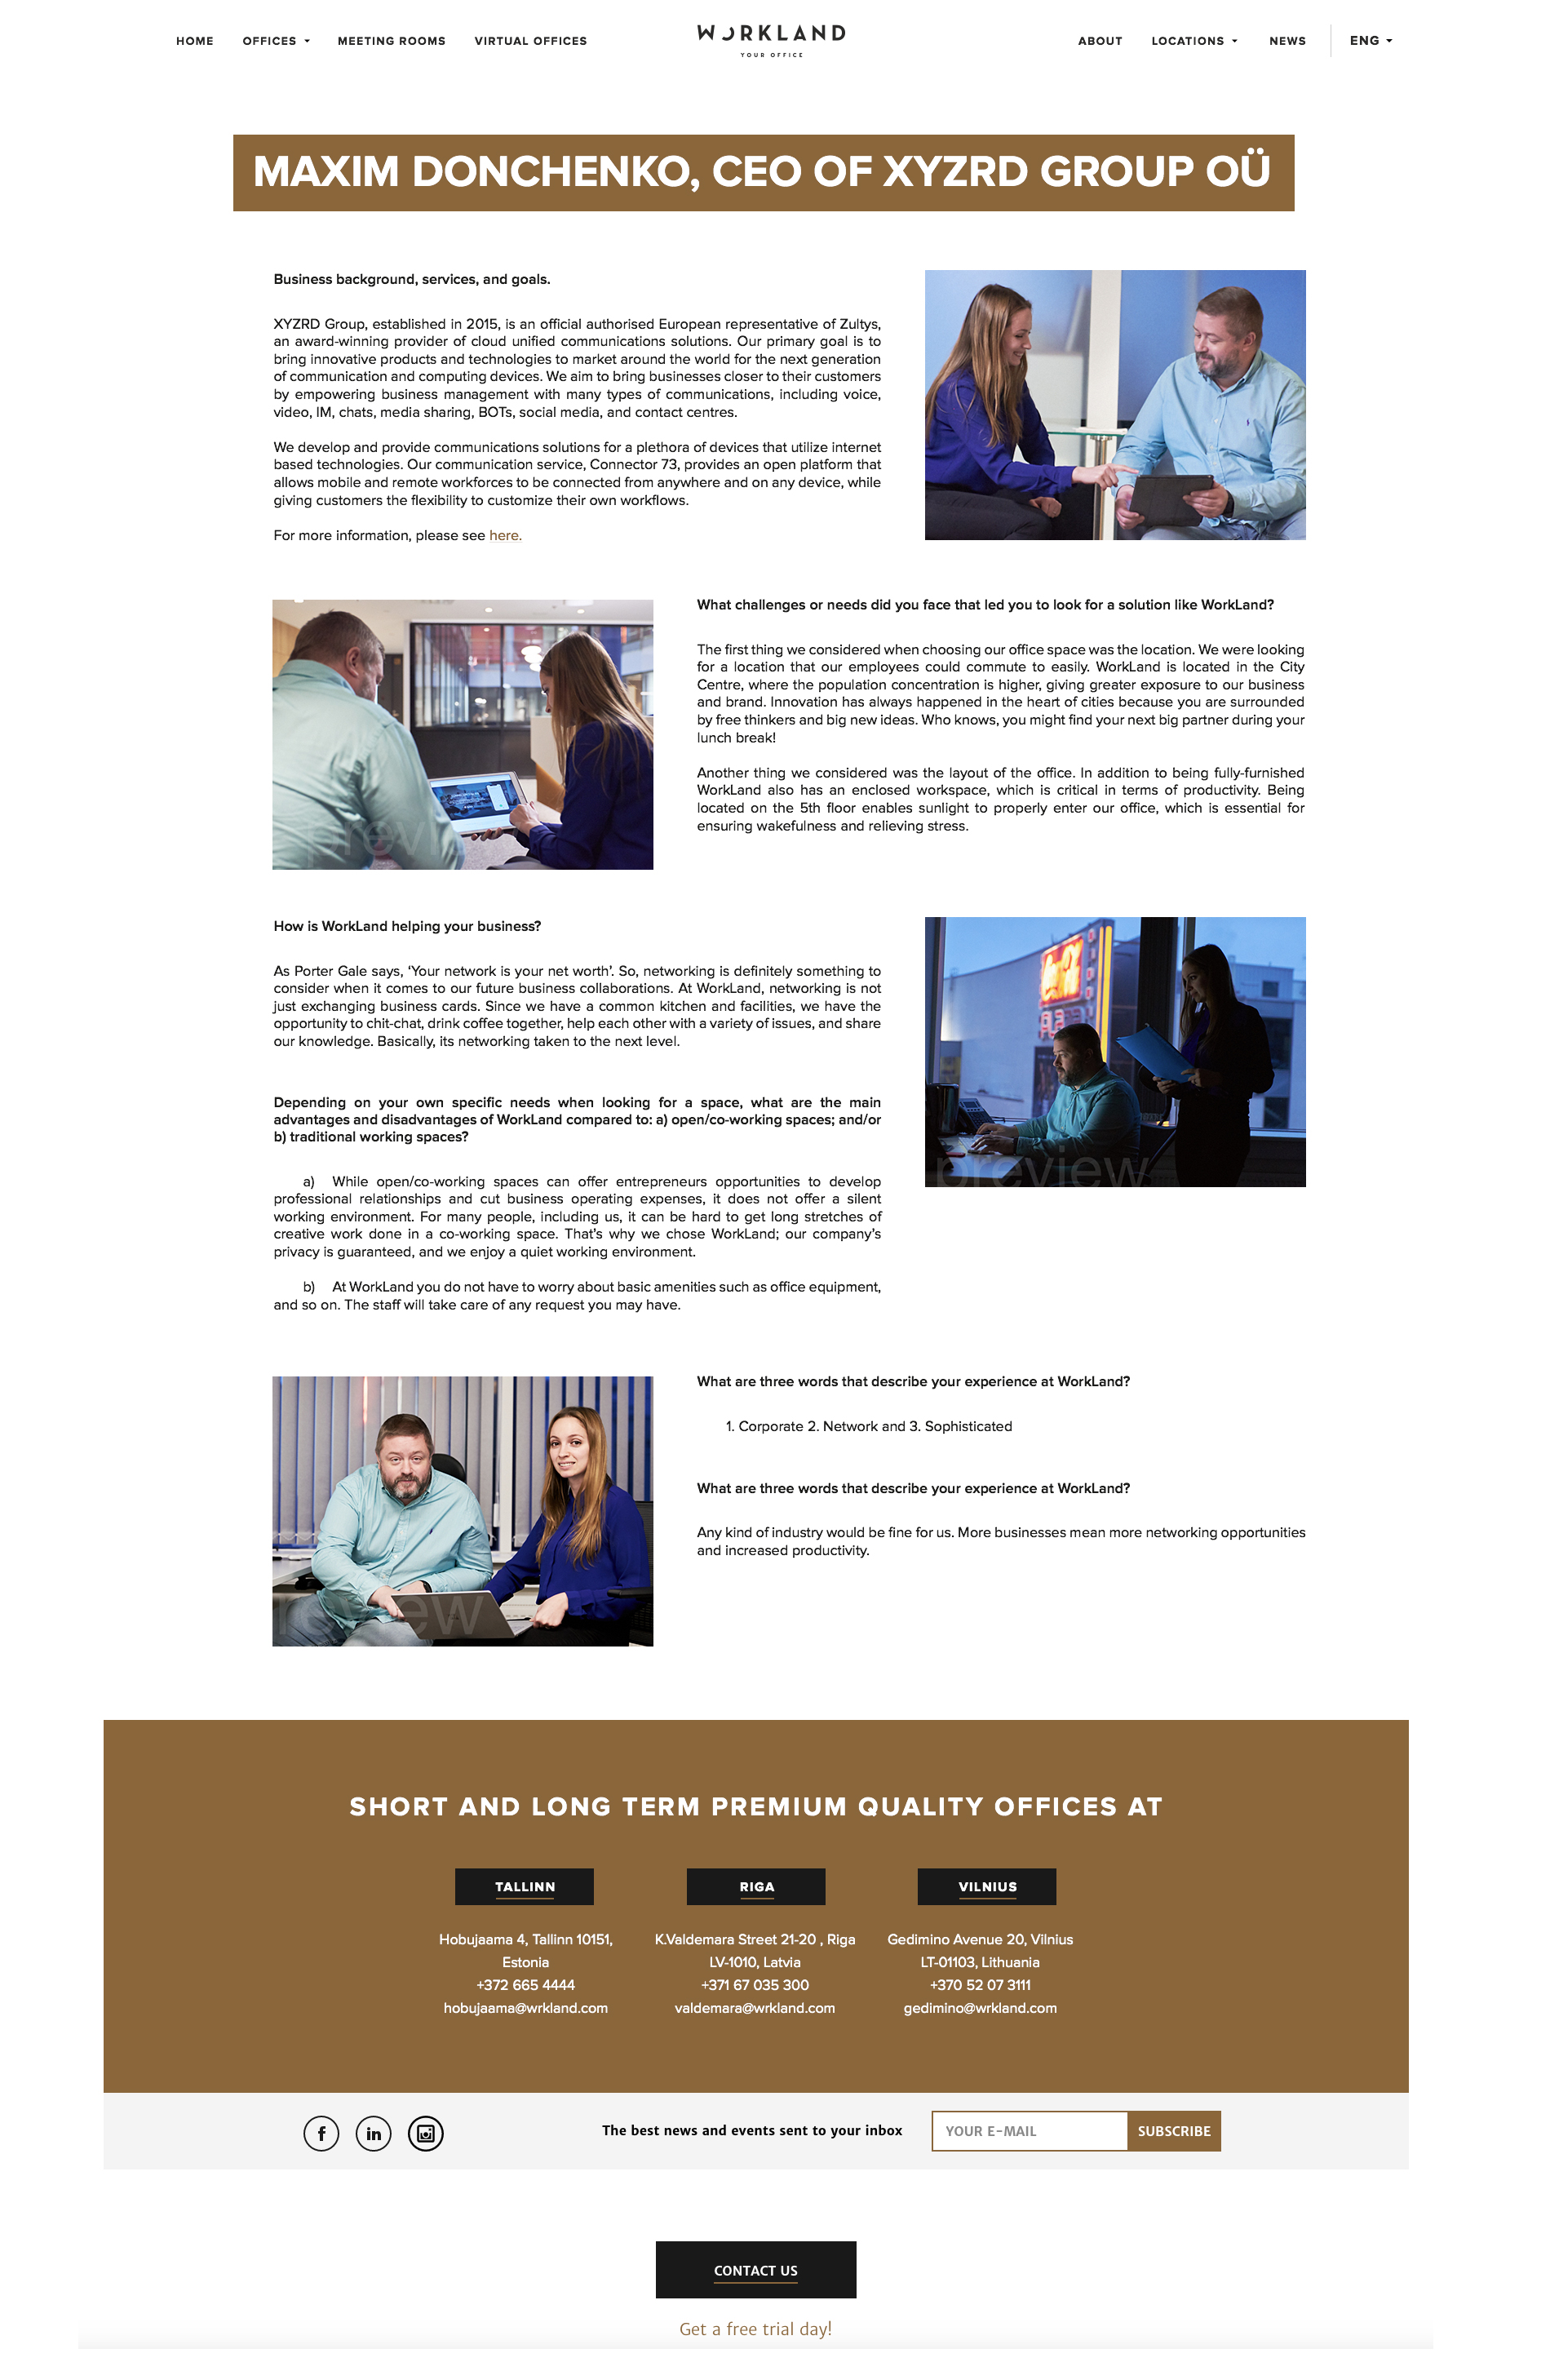 HOME OFFICES MEETING ROOMS VIRTUAL OFFICES
WORKLAND
YOUR OFFICE
ABOUT LOCATIONS NEWS ENG
MAXIM DONCHENKO, CEO OF XYZRD GROUP OÜ
Business background, services, and goals.
XYZRD Group, established in 2015, is an official authorised European representative of Zultys,
an award-winning provider of cloud unified communications solutions. Our primary goal is to
bring innovative products and technologies to market around the world for the next generation
of communication and computing devices. We aim to bring businesses closer to their customers
by empowering business management with many types of communications, including voice,
video, IM, chats, media sharing, BOTs, social media, and contact centres.
We develop and provide communications solutions for a plethora of devices that utilize internet
based technologies. Our communication service, Connector 73, provides an open platform that
allows mobile and remote workforces to be connected from anywhere and on any device, while
giving customers the flexibility to customize their own workflows.
For more information, please see here.
What challenges or needs did you face that led you to look for a solution like WorkLand?
The first thing we considered when choosing our office space was the location. We were looking
for a location that our employees could commute to easily. WorkLand is located in the City
Centre, where the population concentration is higher, giving greater exposure to our business
and brand. Innovation has always happened in the heart of cities because you are surrounded
by free thinkers and big new ideas. Who knows, you might find your next big partner during your
lunch break!
Another thing we considered was the layout of the office. In addition to being fully-furnished
WorkLand also has an enclosed workspace, which is critical in terms of productivity. Being
located on the 5th floor enables sunlight to properly enter our office, which is essential for
ensuring wakefulness and relieving stress.
How is WorkLand helping your business?
As Porter Gale says, ‘Your network is your net worth’. So, networking is definitely something to
consider when it comes to our future business collaborations. At WorkLand, networking is not
just exchanging business cards. Since we have a common kitchen and facilities, we have the
opportunity to chit-chat, drink coffee together, help each other with a variety of issues, and share
our knowledge. Basically, its networking taken to the next level.
preview
Depending on your own specific needs when looking for a space, what are the main
advantages and disadvantages of WorkLand compared to: a) open/co-working spaces; and/or
b) traditional working spaces?
a) While open/co-working spaces can offer entrepreneurs opportunities to develop
professional relationships and cut business operating expenses, it does not offer a silent
working environment. For many people, including us, it can be hard to get long stretches of
creative work done in a co-working space. That’s why we chose WorkLand; our company’s
privacy is guaranteed, and we enjoy a quiet working environment.
b) At WorkLand you do not have to worry about basic amenities such as office equipment,
and so on. The staff will take care of any request you may have.
What are three words that describe your experience at WorkLand?
1. Corporate 2. Network and 3. Sophisticated
What are three words that describe your experience at WorkLand?
Any kind of industry would be fine for us. More businesses mean more networking opportunities
and increased productivity.
SHORT AND LONG TERM PREMIUM QUALITY OFFICES AT
TALLINN
Hobujaama 4, Tallinn 10151,
Estonia
+372 665 4444
hobujaama@wrkland.com
RIGA
K.Valdemara Street 21-20 , Riga
LV-1010, Latvia
+371 67 035 300
valdemara@wrkland.com
VILNIUS
Gedimino Avenue 20, Vilnius
LT-01103, Lithuania
+370 52 07 3111
gedimino@wrkland.com
The best news and events sent to your inbox
YOUR E-MAIL
SUBSCRIBE
CONTACT US
Get a free trial day!